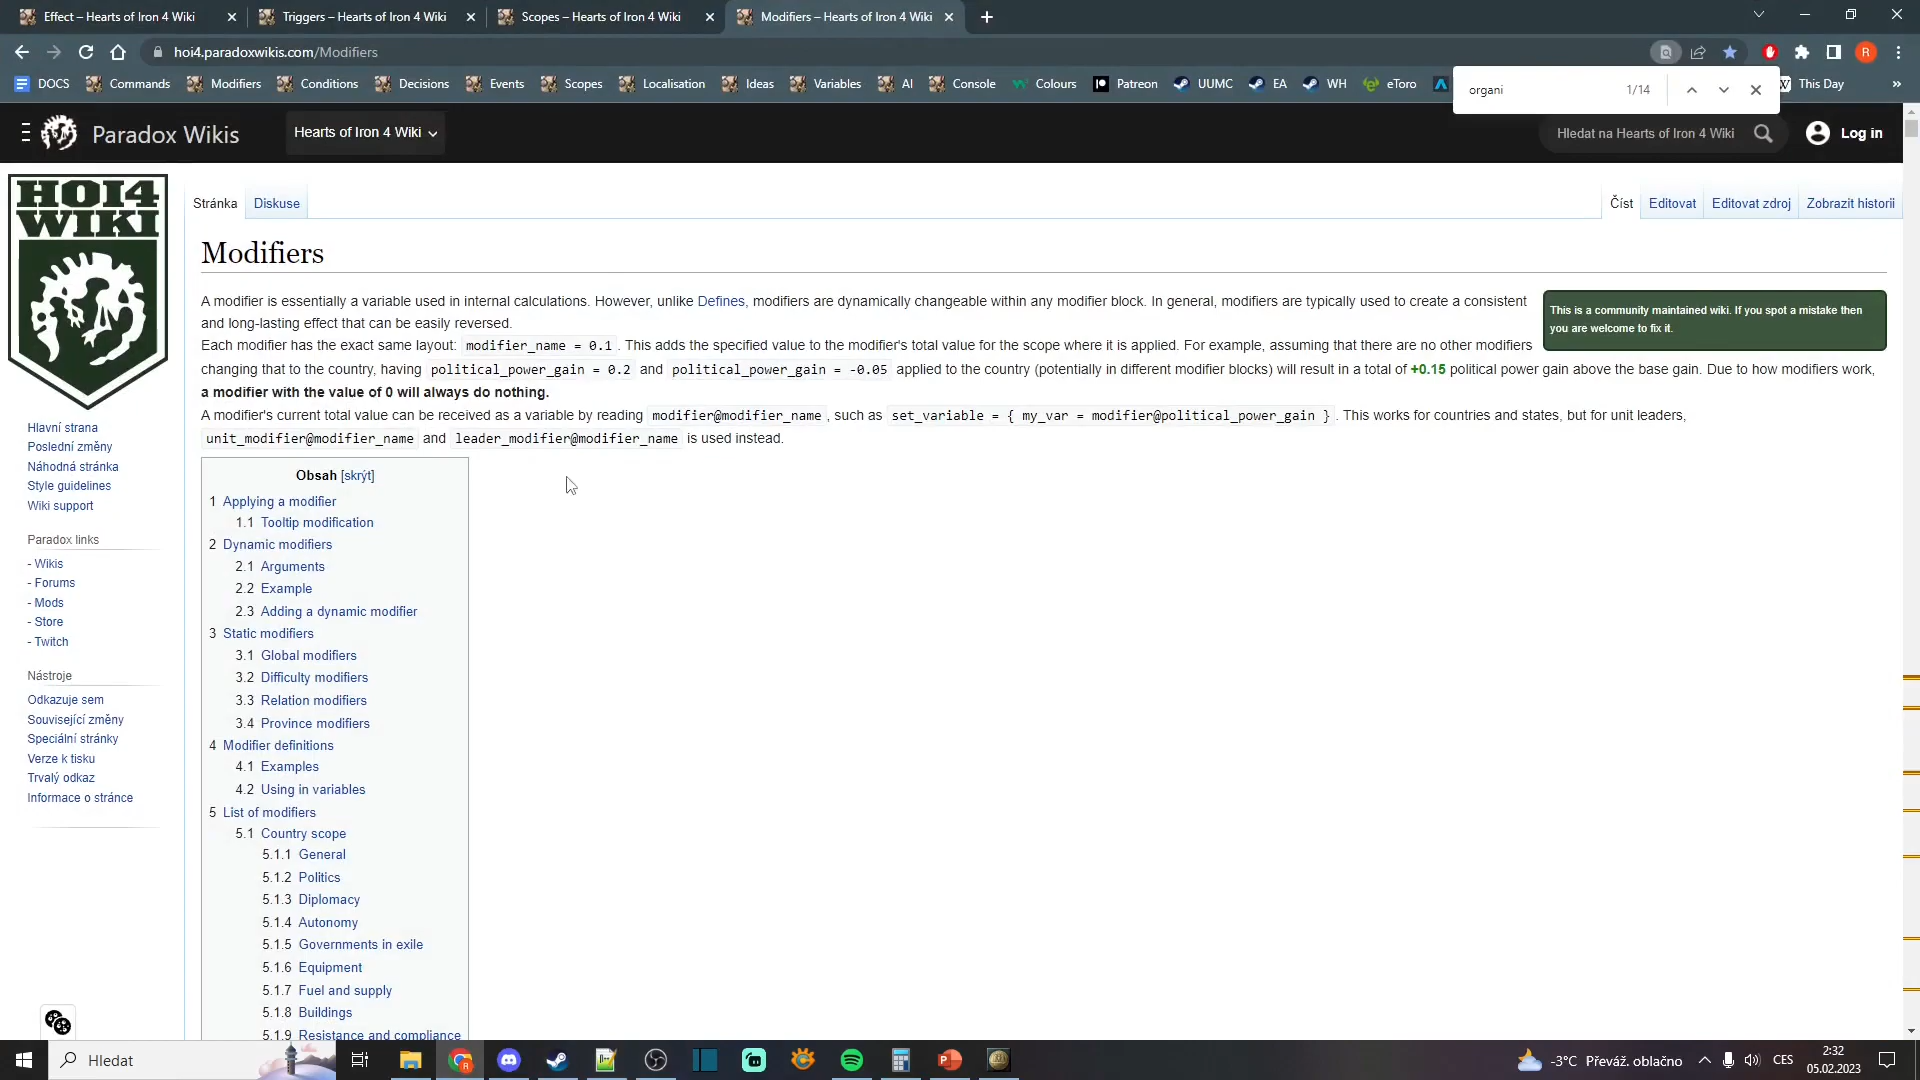 Effect – Hearts of Iron 4 Wiki
Triggers – Hearts of Iron 4 Wiki
Scopes – Hearts of Iron 4 Wiki
Modifiers – Hearts of Iron 4 Wiki
hoi4.paradoxwikis.com/Modifiers
R
DOCS
Commands
Modifiers
Conditions
Decisions
Events
Scopes
Localisation
Ideas
Variables
AI
Console
Colours
Patreon
UUMC
EA
WH
eToro
This Day
organi
1/14
Paradox Wikis
Hearts of Iron 4 Wiki
Hledat na Hearts of Iron 4 Wiki
Log in
HOI4
WIKI
Stránka
Diskuse
Číst
Editovat
Editovat zdroj
Zobrazit historii
Modifiers
A modifier is essentially a variable used in internal calculations. However, unlike Defines, modifiers are dynamically changeable within any modifier block. In general, modifiers are typically used to create a consistent
and long-lasting effect that can be easily reversed.
This is a community maintained wiki. If you spot a mistake then
you are welcome to fix it.
Each modifier has the exact same layout: modifier_name = 0.1 . This adds the specified value to the modifier's total value for the scope where it is applied. For example, assuming that there are no other modifiers
changing that to the country, having political_power_gain = 0.2 and political_power_gain = -0.05 applied to the country (potentially in different modifier blocks) will result in a total of +0.15 political power gain above the base gain. Due to how modifiers work,
a modifier with the value of 0 will always do nothing.
A modifier's current total value can be received as a variable by reading modifier@modifier_name , such as set_variable = { my_var = modifier@political_power_gain } . This works for countries and states, but for unit leaders,
unit_modifier@modifier_name and leader_modifier@modifier_name is used instead.
Obsah [skrýt]
1 Applying a modifier
1.1 Tooltip modification
2 Dynamic modifiers
2.1 Arguments
2.2 Example
2.3 Adding a dynamic modifier
3 Static modifiers
3.1 Global modifiers
3.2 Difficulty modifiers
3.3 Relation modifiers
3.4 Province modifiers
4 Modifier definitions
4.1 Examples
4.2 Using in variables
5 List of modifiers
5.1 Country scope
5.1.1 General
5.1.2 Politics
5.1.3 Diplomacy
5.1.4 Autonomy
5.1.5 Governments in exile
5.1.6 Equipment
5.1.7 Fuel and supply
5.1.8 Buildings
5.1.9 Resistance and compliance
Hlavní strana
Poslední změny
Náhodná stránka
Style guidelines
Wiki support
Paradox links
- Wikis
- Forums
- Mods
- Store
- Twitch
Nástroje
Odkazuje sem
Související změny
Speciální stránky
Verze k tisku
Trvalý odkaz
Informace o stránce
Hledat
-3°C Převáž. oblačno
CES
2:32
05.02.2023